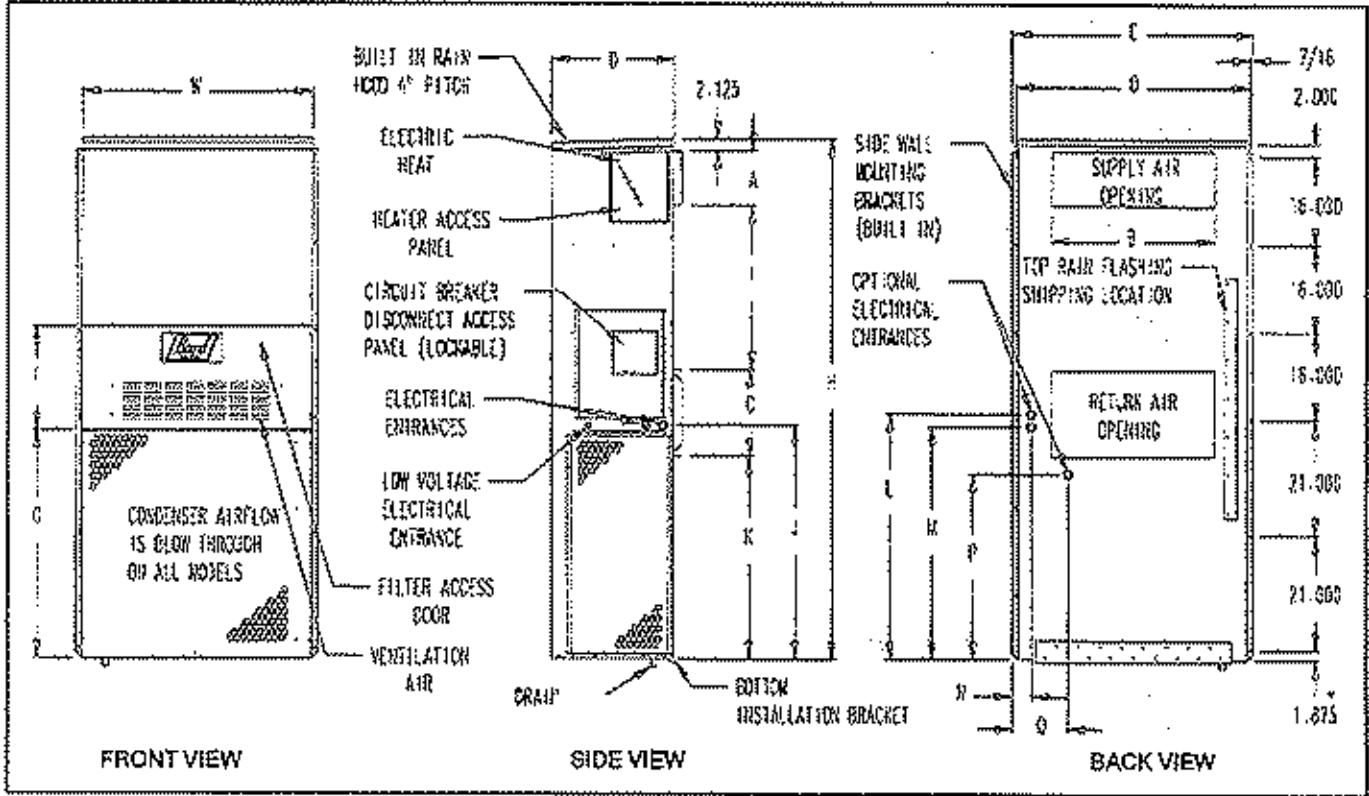 W
BUILT IN RAIN
HOOD 4° PITCH
D
2.125
ELECTRIC
HEAT
A
HEATER ACCESS
PANEL
CIRCUIT BREAKER
DISCONNECT ACCESS
PANEL (LOCKABLE)
I
H
F
C
ELECTRICAL
ENTRANCES
G
LOW VOLTAGE
ELECTRICAL
ENTRANCE
K
J
CONDENSER AIRFLOW
IS BLOW THROUGH
ON ALL MODELS
FILTER ACCESS
DOOR
VENTILATION
AIR
DRAIN
BOTTOM
INSTALLATION BRACKET
E
7/16
2.000
SIDE WALL
MOUNTING
BRACKETS
(BUILT IN)
SUPPLY AIR
OPENING
16.000
B
TOP RAIN FLASHING
SHIPPING LOCATION
16.000
OPTIONAL
ELECTRICAL
ENTRANCES
16.000
RETURN AIR
OPENING
L
M
P
21.000
21.000
N
Q
1.875
FRONT VIEW
SIDE VIEW
BACK VIEW